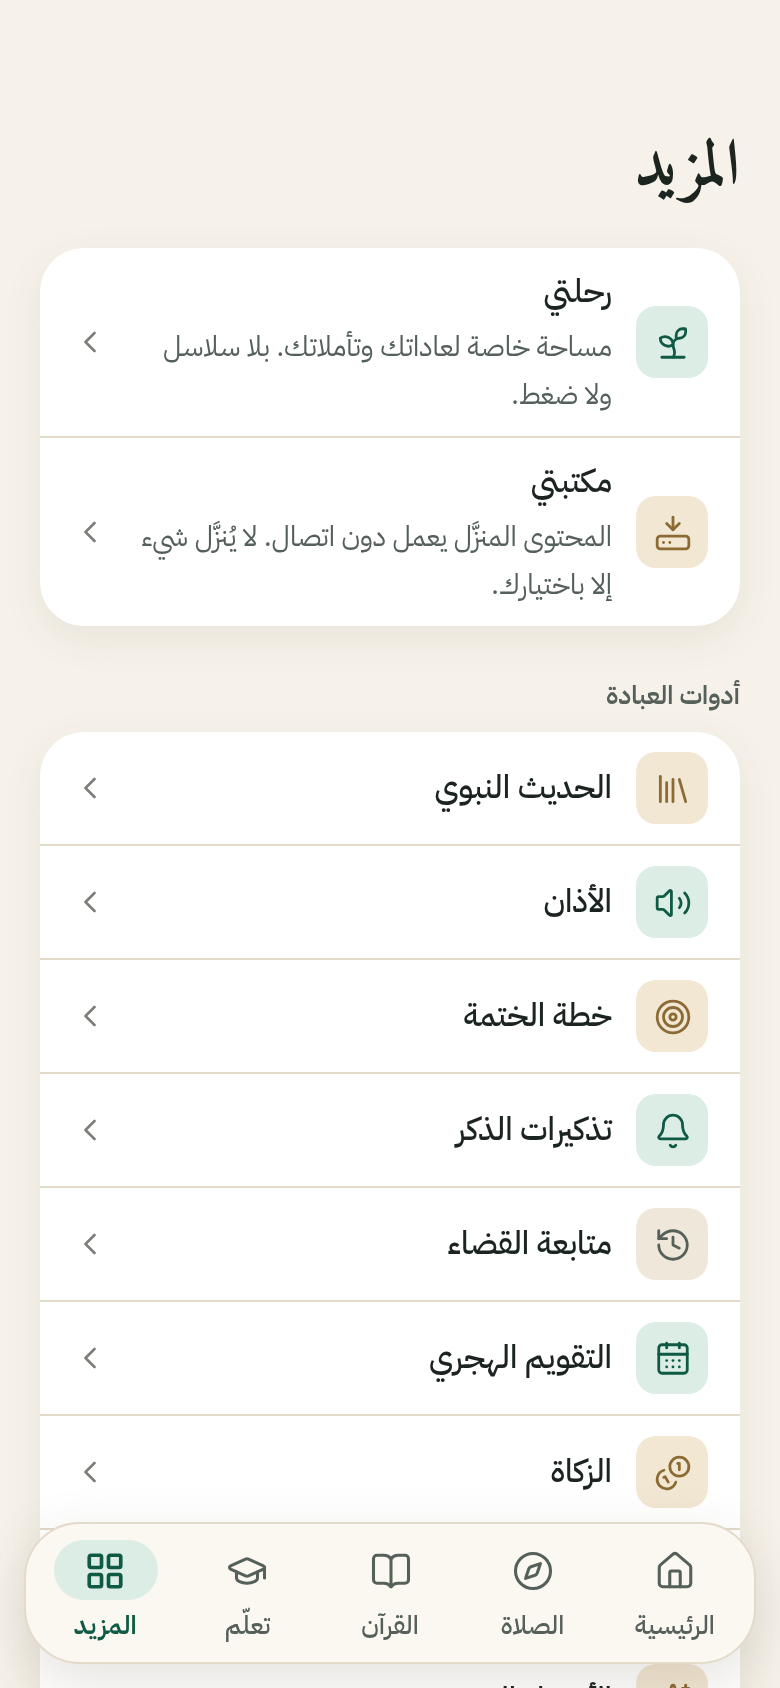 المزيد
رحلتي
مساحة خاصة لعاداتك وتأملاتك. بلا سلاسل
ولا ضغط.
مكتبتي
المحتوى المنزَّل يعمل دون اتصال. لا يُنزَّل شيء
إلا باختيارك.
أدوات العبادة
الحديث النبوي
الأذان
خطة الختمة
تذكيرات الذكر
متابعة القضاء
التقويم الهجري
الزكاة
الرئيسية
الصلاة
القرآن
تعلّم
المزيد